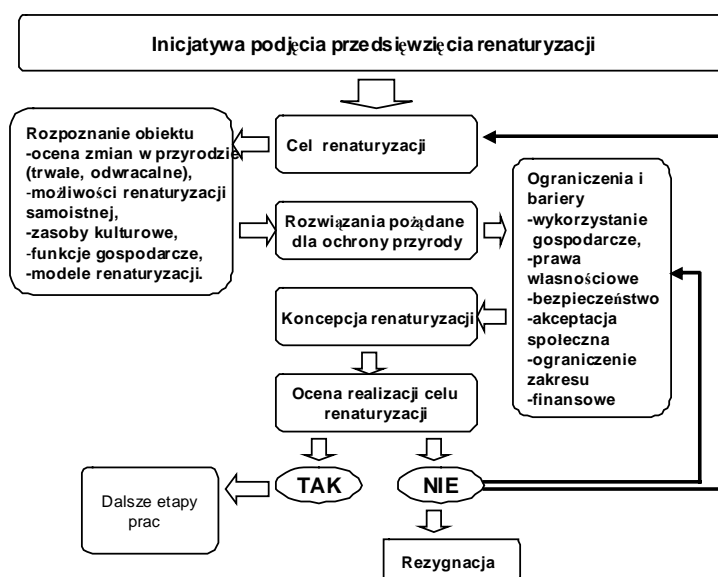 Inicjatywa podjęcia przedsięwzięcia renaturyzacji
Cel renaturyzacji
Rozpoznanie obiektu
-ocena zmian w przyrodzie
(trwałe, odwracalne),
-możliwości renaturyzacji
samoistnej,
-zasoby kulturowe,
-funkcje gospodarcze,
-modele renaturyzacji.
Rozwiązania pożądane
dla ochrony przyrody
Ograniczenia i
bariery
-wykorzystanie
gospodarcze,
-prawa
własnościowe
-bezpieczeństwo
-akceptacja
społeczna
-ograniczenie
zakresu
-finansowe
Koncepcja renaturyzacji
Ocena realizacji celu
renaturyzacji
TAK
NIE
Dalsze etapy
prac
Rezygnacja